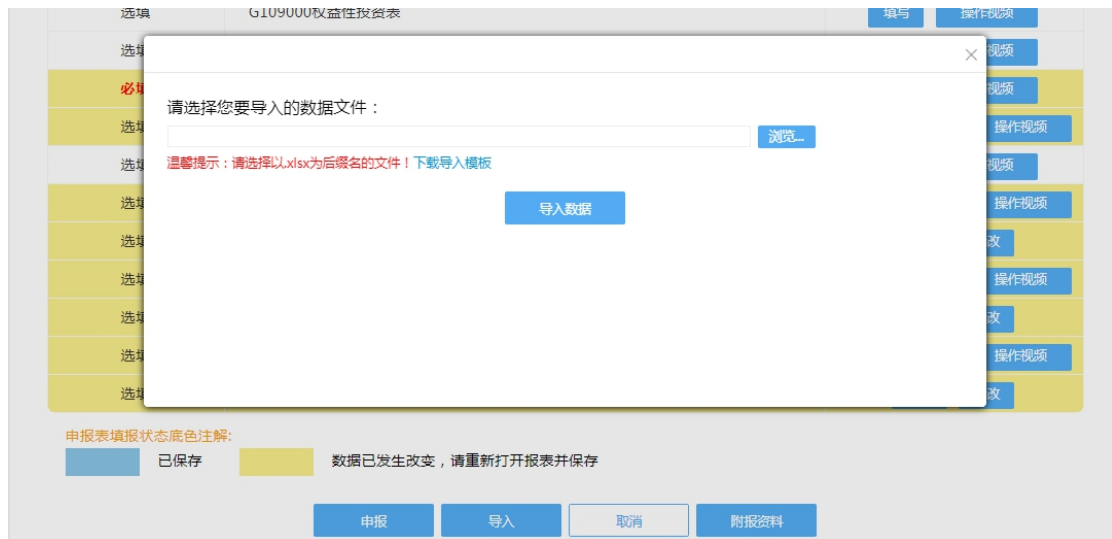 选填 G109000权益性投资表 填写 操作视频
选填 视频
请选择您要导入的数据文件：
必填 视频
浏览...
选填 操作视频
温馨提示：请选择以.xlsx为后缀名的文件！下载导入模板
选填 视频
导入数据
选填 操作视频
选填 改
选填 操作视频
选填 改
选填 操作视频
选填 改
申报表填报状态底色注解:
已保存 数据已发生改变，请重新打开报表并保存
申报 导入 取消 附报资料